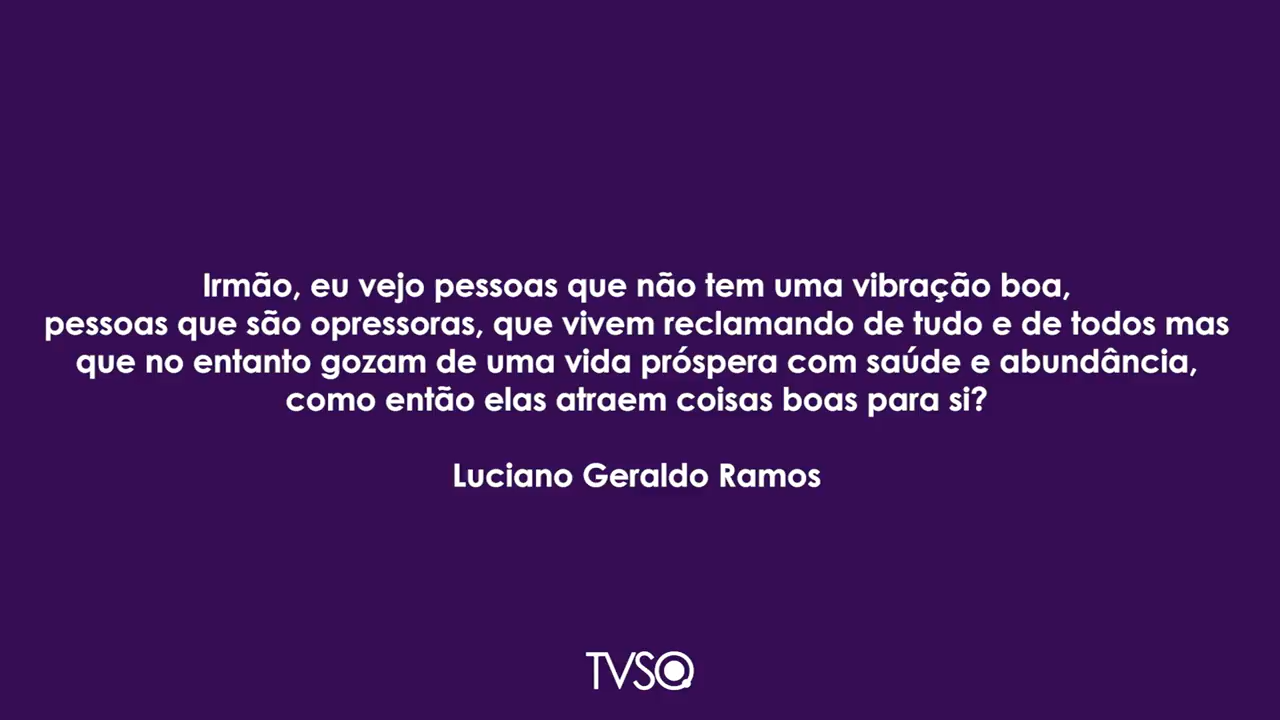 Irmão, eu vejo pessoas que não tem uma vibração boa,
pessoas que são opressoras, que vivem reclamando de tudo e de todos mas
que no entanto gozam de uma vida próspera com saúde e abundância,
como então elas atraem coisas boas para si?
Luciano Geraldo Ramos
TVSQ